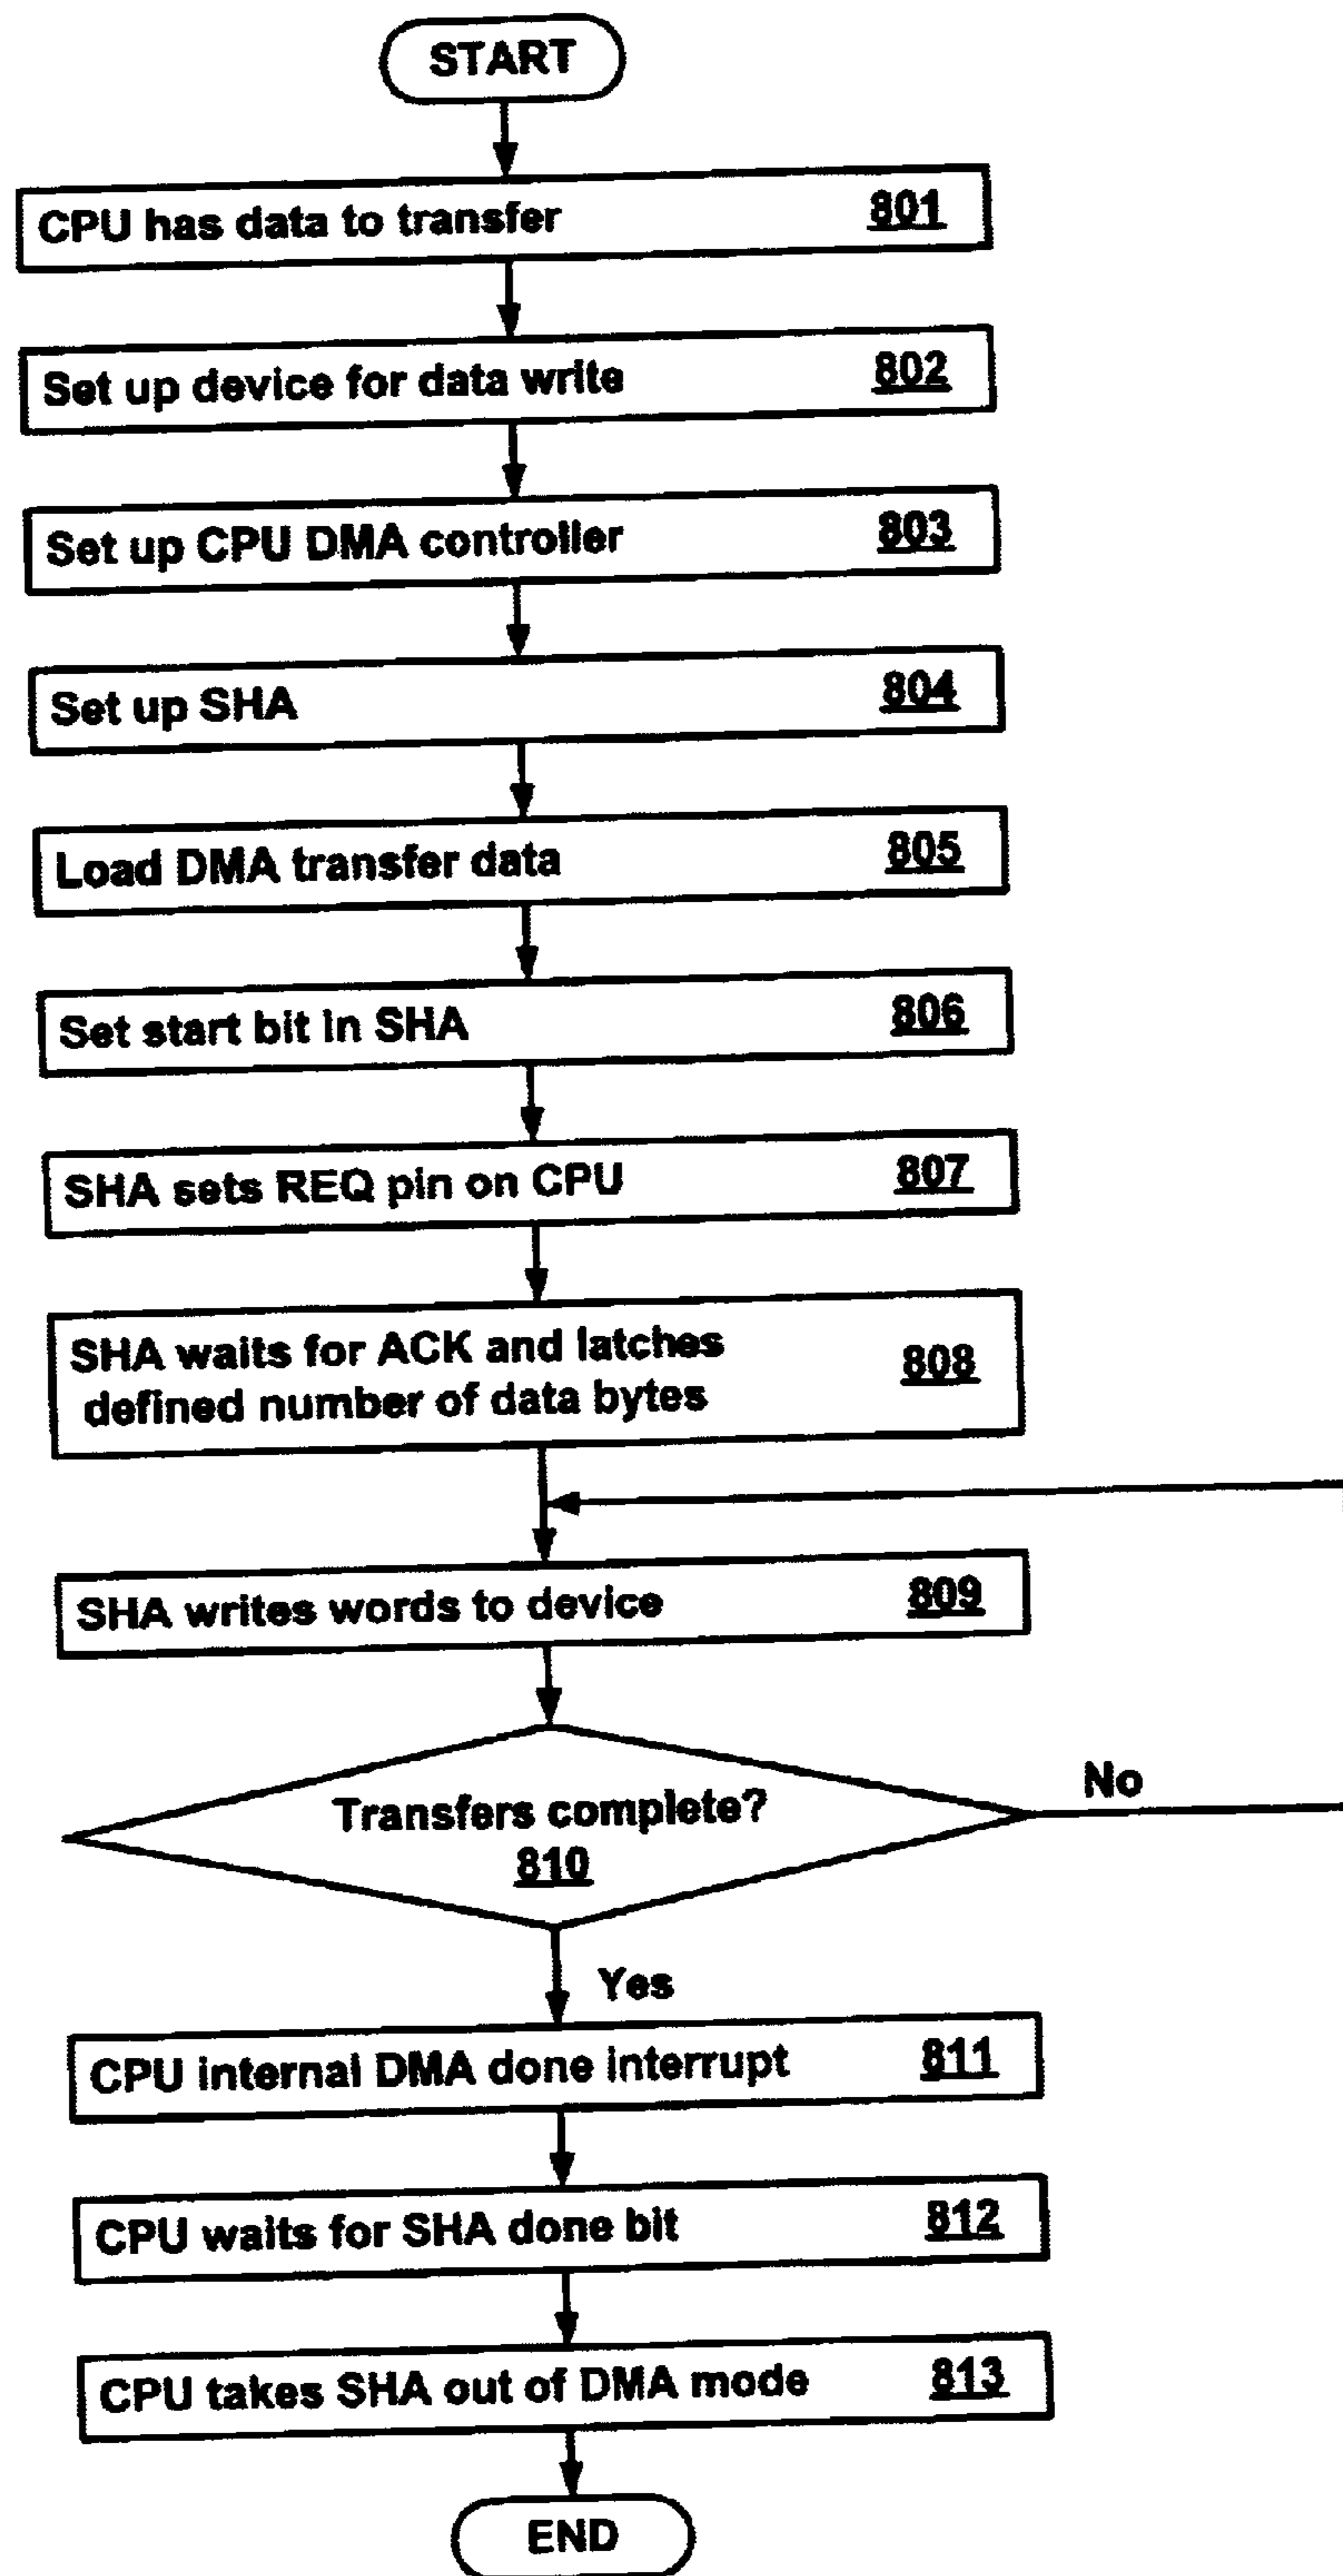 START
CPU has data to transfer 801
Set up device for data write 802
Set up CPU DMA controller 803
Set up SHA 804
Load DMA transfer data 805
Set start bit in SHA 806
SHA sets REQ pin on CPU 807
SHA waits for ACK and latches
defined number of data bytes 808
SHA writes words to device 809
Transfers complete? No
810
Yes
CPU internal DMA done interrupt 811
CPU waits for SHA done bit 812
CPU takes SHA out of DMA mode 813
END